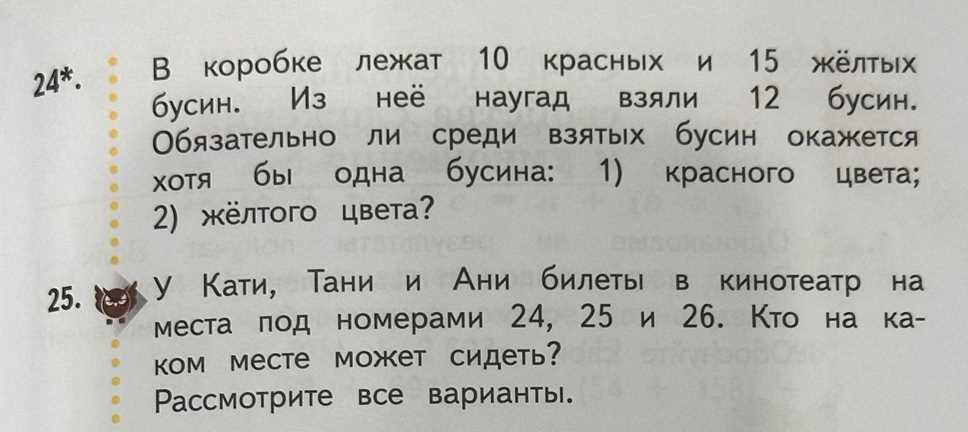 24*. В коробке лежат 10 красных и 15 жёлтых
бусин. Из неё наугад взяли 12 бусин.
Обязательно ли среди взятых бусин окажется
хотя бы одна бусина: 1) красного цвета;
2) жёлтого цвета?
25. У Кати, Тани и Ани билеты в кинотеатр на
места под номерами 24, 25 и 26. Кто на ка-
ком месте может сидеть?
Рассмотрите все варианты.